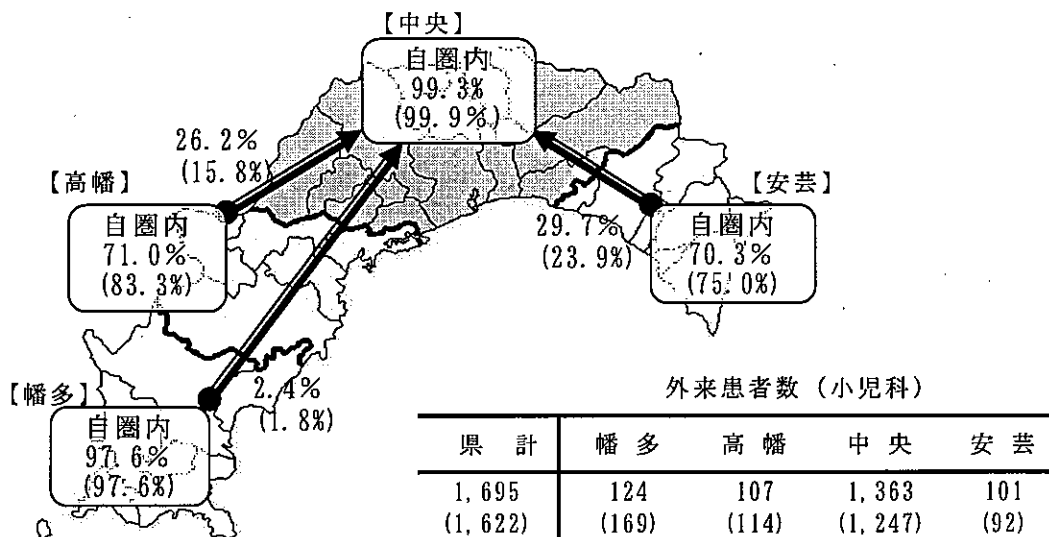 【中央】
自圏内
99.3%
(99.9%)
26.2%
(15.8%)
【高幡】
自圏内
71.0%
(83.3%)
【安芸】
自圏内
70.3%
(75.0%)
29.7%
(23.9%)
【幡多】
自圏内
97.6%
(97.6%)
2.4%
(1.8%)
外来患者数（小児科）
県 計 幡 多 高 幡 中 央 安 芸
1,695 124 107 1,363 101
(1,622) (169) (114) (1,247) (92)